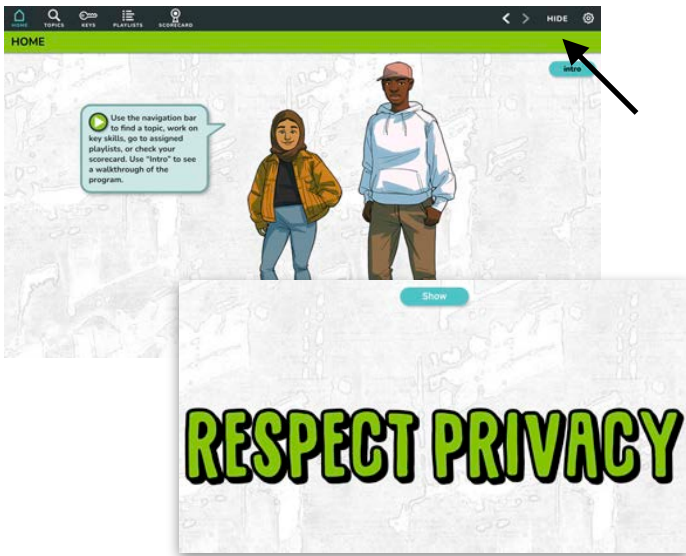 HOME TOPICS KEYS PLAYLISTS SCORECARD HIDE
HOME
intro
Use the navigation bar
to find a topic, work on
key skills, go to assigned
playlists, or check your
scorecard. Use "Intro" to see
a walkthrough of the
program.
Show
RESPECT PRIVACY